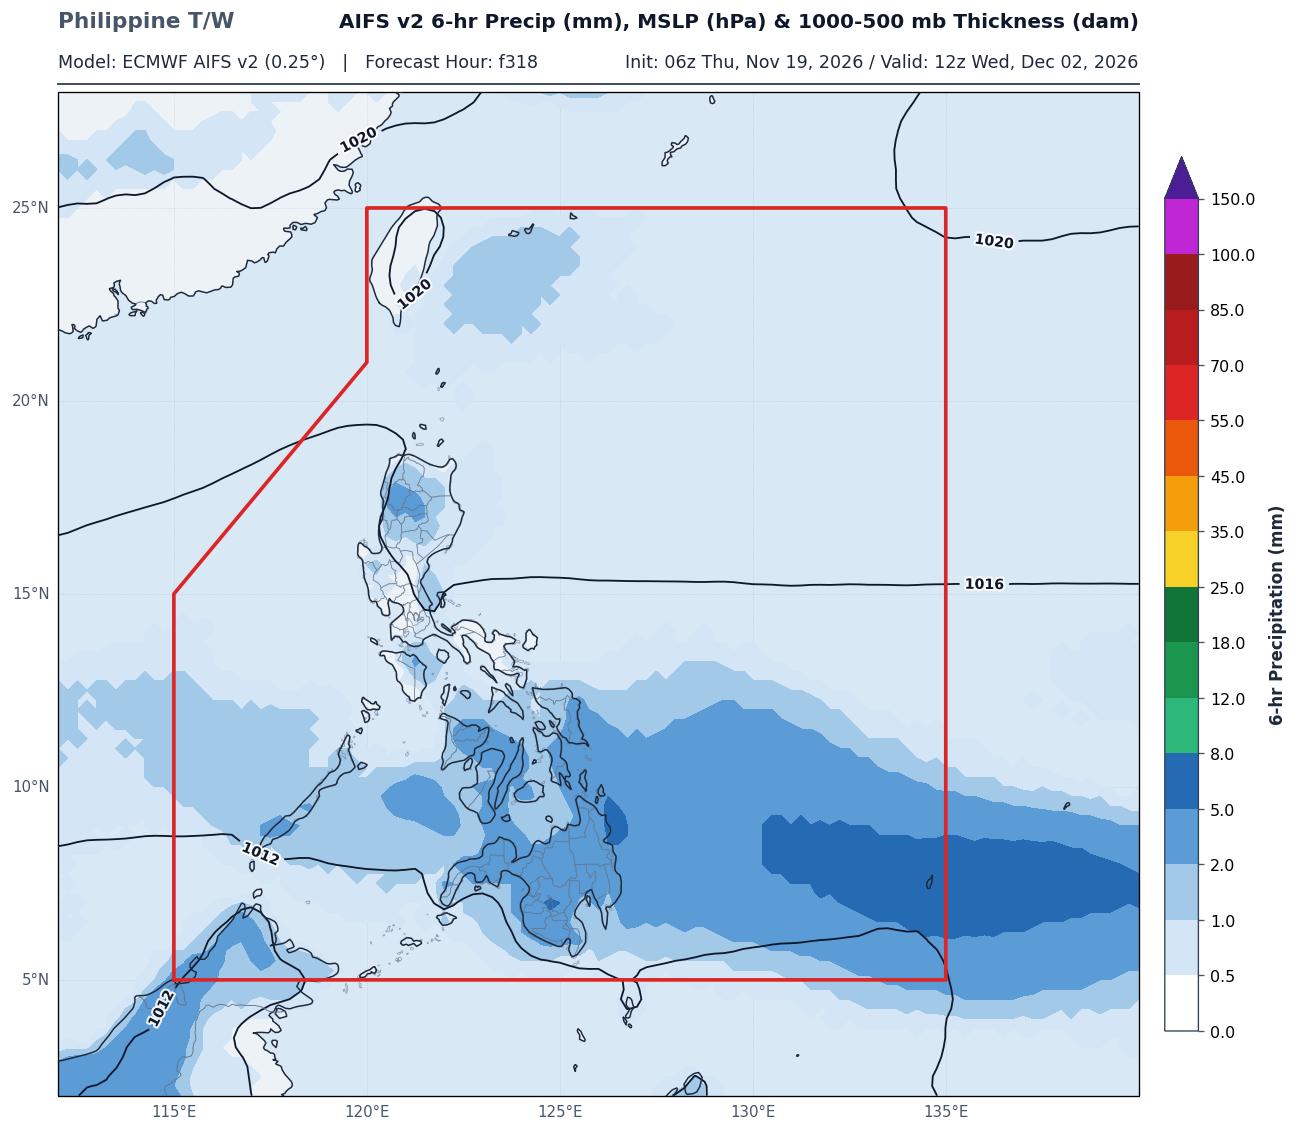 Philippine T/W
AIFS v2 6-hr Precip (mm), MSLP (hPa) & 1000-500 mb Thickness (dam)
Model: ECMWF AIFS v2 (0.25°) | Forecast Hour: f318
Init: 06z Thu, Nov 19, 2026 / Valid: 12z Wed, Dec 02, 2026
1020
1020
1020
1016
1012
1012
25°N
20°N
15°N
10°N
5°N
115°E
120°E
125°E
130°E
135°E
150.0
100.0
85.0
70.0
55.0
45.0
35.0
25.0
18.0
12.0
8.0
5.0
2.0
1.0
0.5
0.0
6-hr Precipitation (mm)